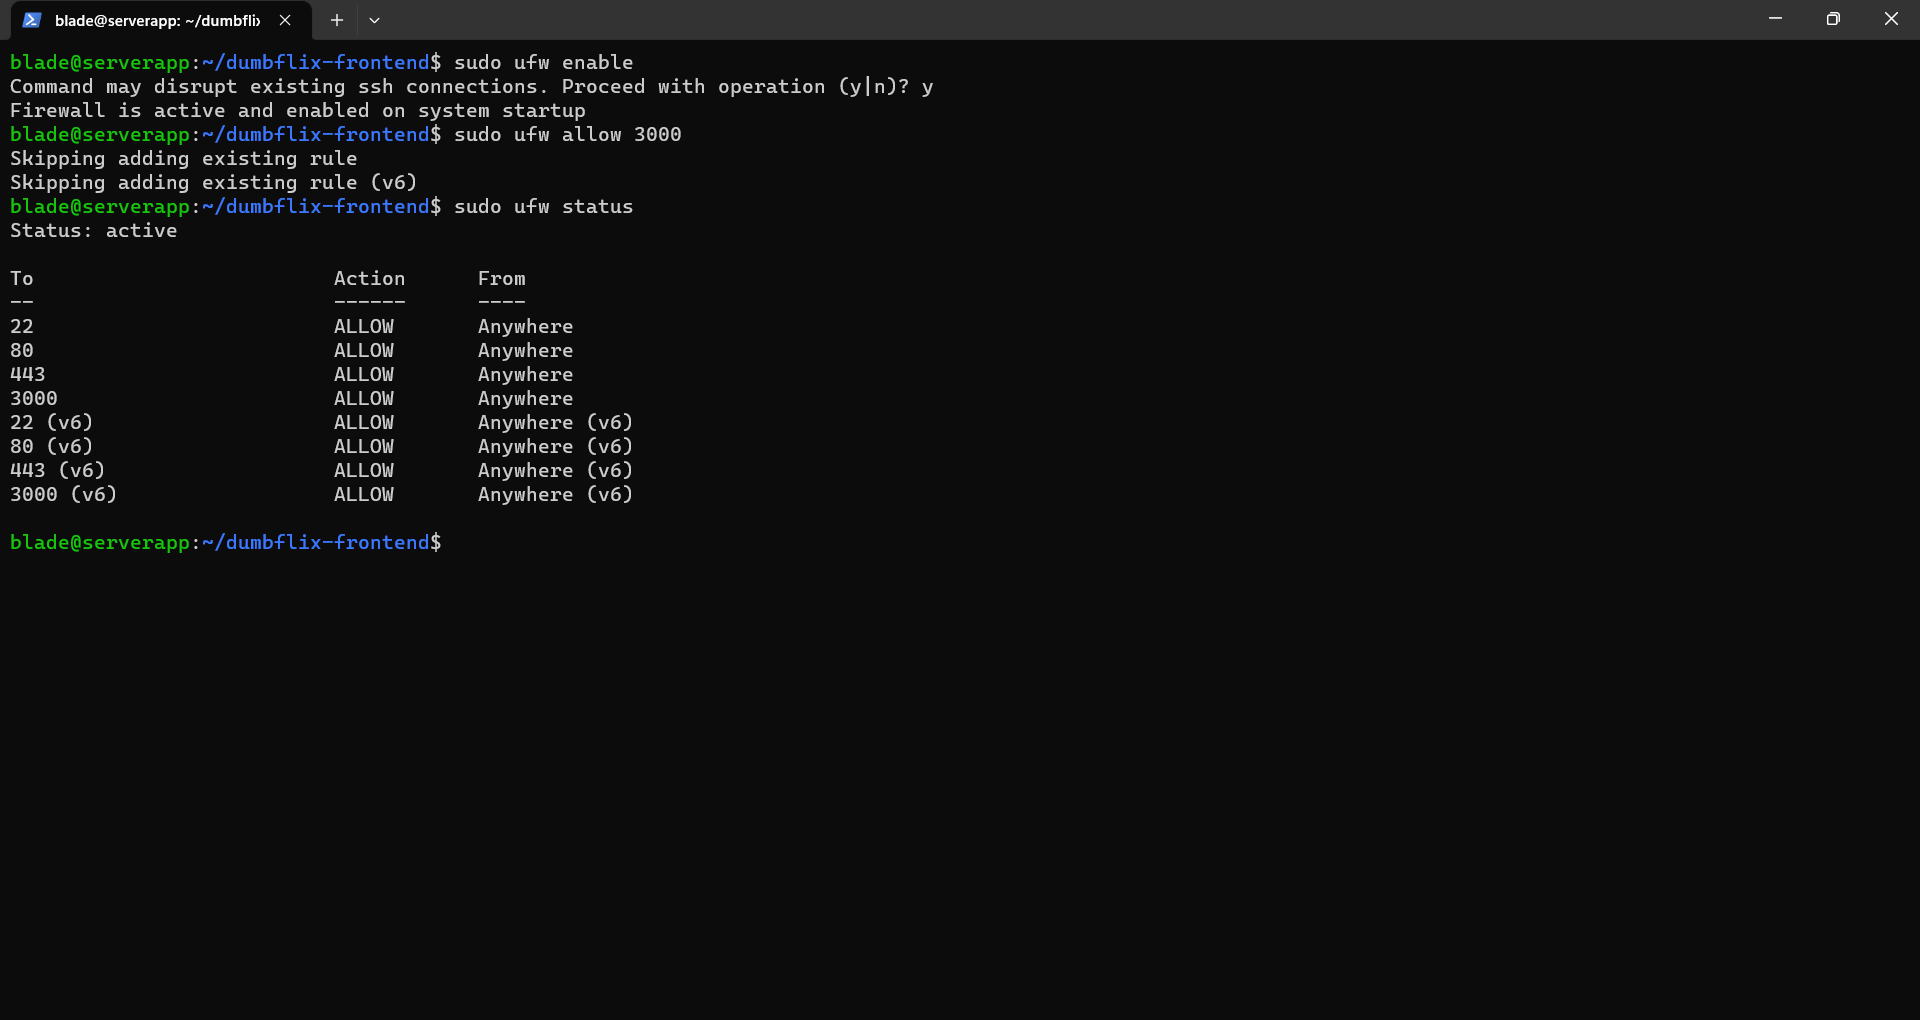 blade@serverapp: ~/dumbflix
blade@serverapp:~/dumbflix-frontend$ sudo ufw enable
Command may disrupt existing ssh connections. Proceed with operation (y|n)? y
Firewall is active and enabled on system startup
blade@serverapp:~/dumbflix-frontend$ sudo ufw allow 3000
Skipping adding existing rule
Skipping adding existing rule (v6)
blade@serverapp:~/dumbflix-frontend$ sudo ufw status
Status: active
To                         Action      From
--                         ------      ----
22                         ALLOW       Anywhere
80                         ALLOW       Anywhere
443                        ALLOW       Anywhere
3000                       ALLOW       Anywhere
22 (v6)                    ALLOW       Anywhere (v6)
80 (v6)                    ALLOW       Anywhere (v6)
443 (v6)                   ALLOW       Anywhere (v6)
3000 (v6)                  ALLOW       Anywhere (v6)
blade@serverapp:~/dumbflix-frontend$